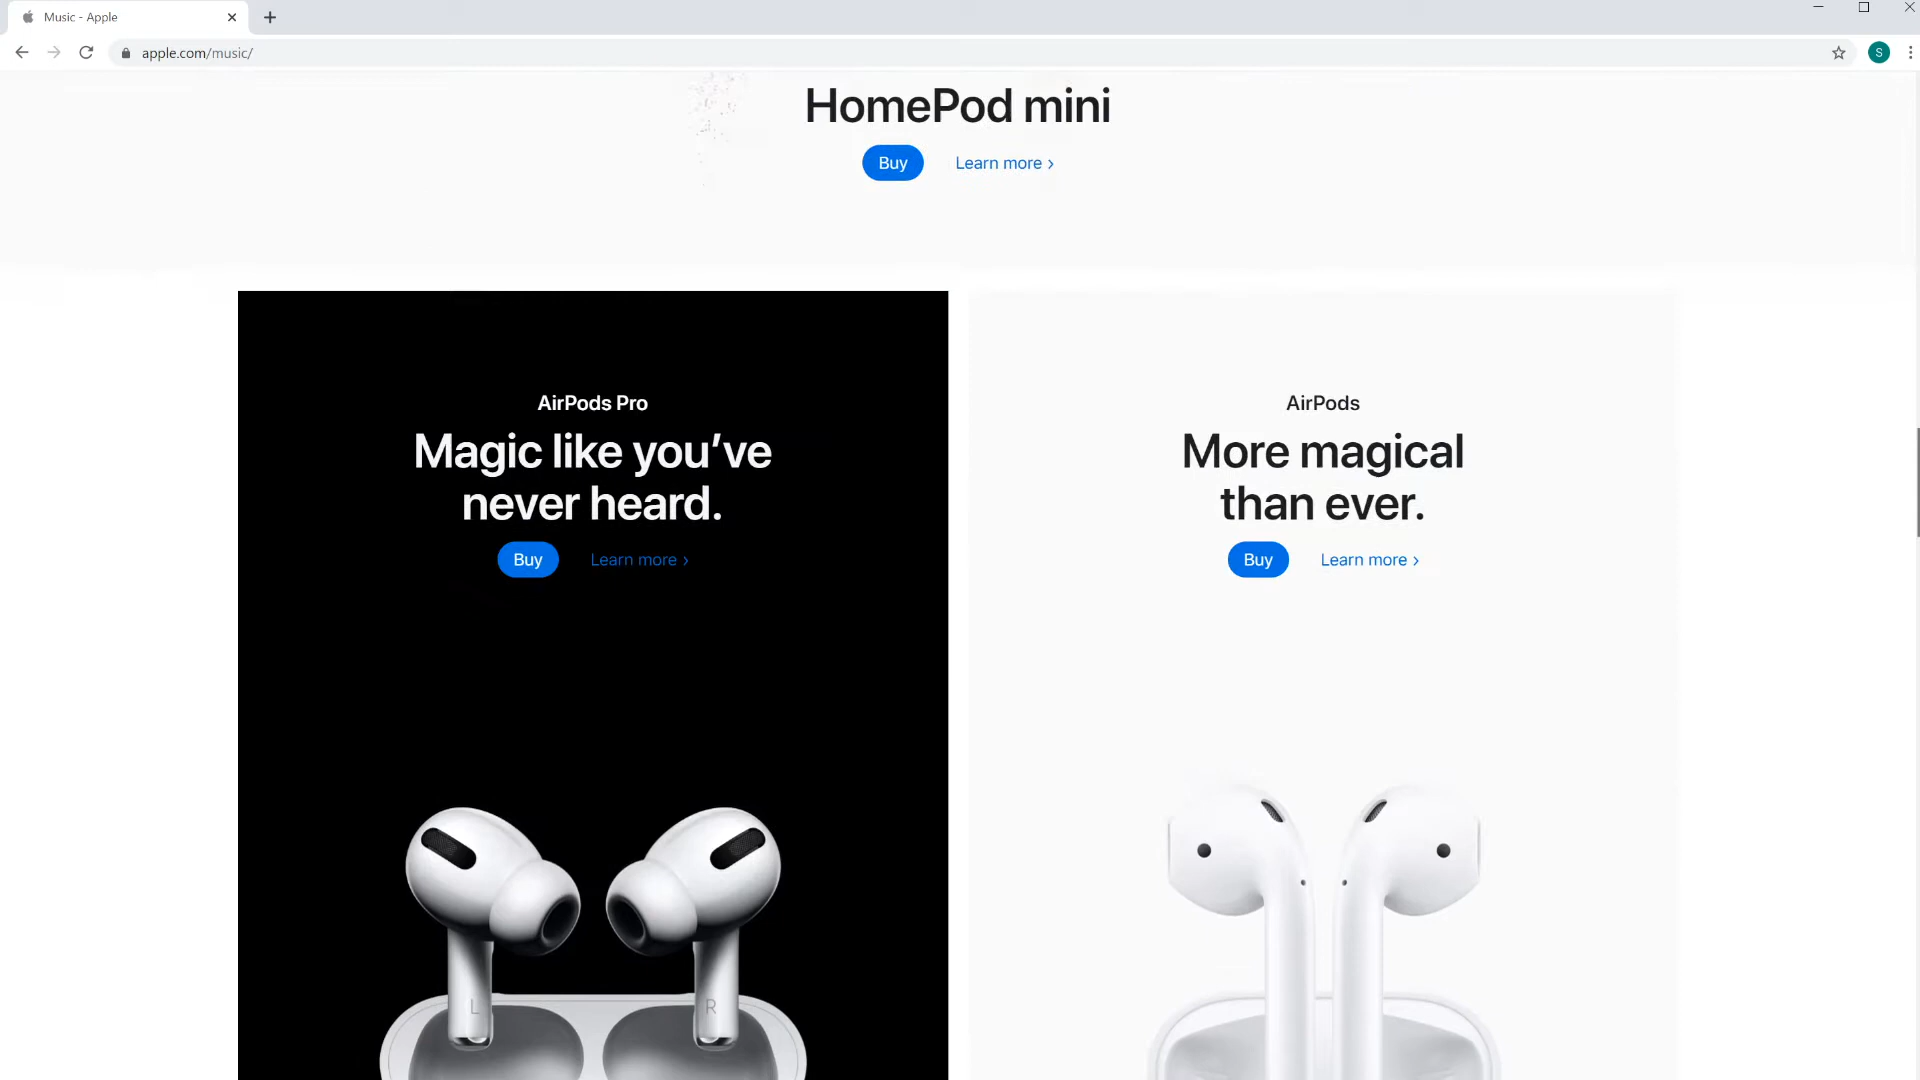 Music - Apple
apple.com/music/
S
HomePod mini
Buy Learn more ›
AirPods Pro
Magic like you’ve
never heard.
Buy Learn more ›
AirPods
More magical
than ever.
Buy Learn more ›
L R